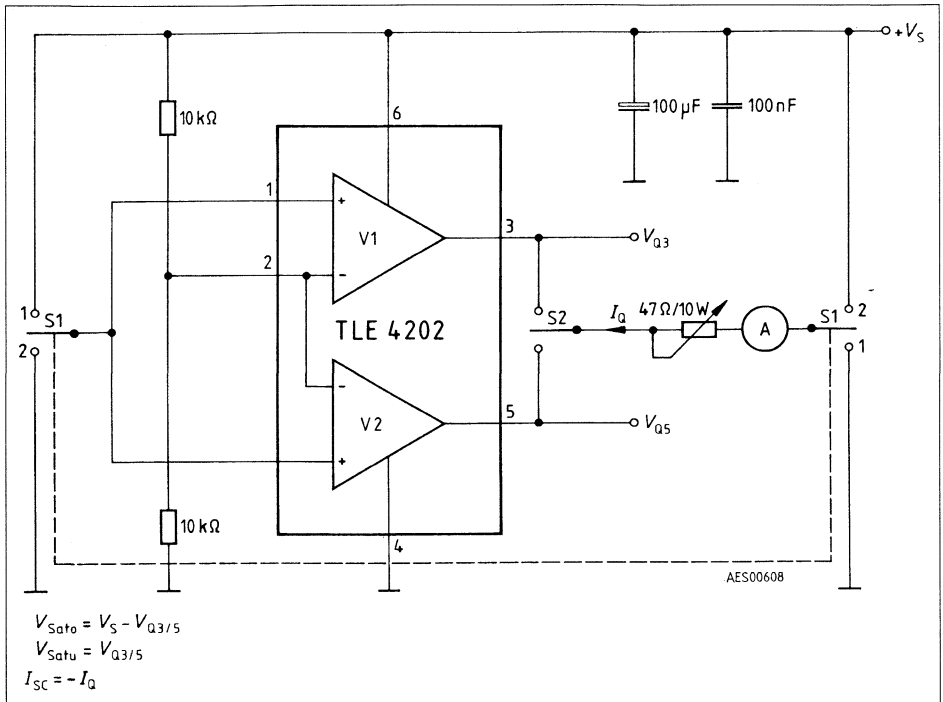 +V_S
10 kΩ
100 µF
100 nF
6
1
+
V1
3
V_Q3
2
−
1
S1
2
TLE 4202
S2
I_Q
47 Ω/10 W
A
S1
2
1
−
V2
5
V_Q5
+
10 kΩ
4
AES00608
V_Sato = V_S − V_Q3/5
V_Satu = V_Q3/5
I_SC = − I_Q